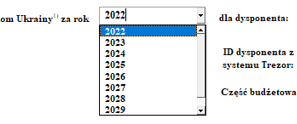 om Ukrainy¹⁾ za rok 2022 dla dysponenta:
2022
2023
2024
2025
2026
2027
2028
2029
ID dysponenta z
systemu Trezor:
Część budżetowa